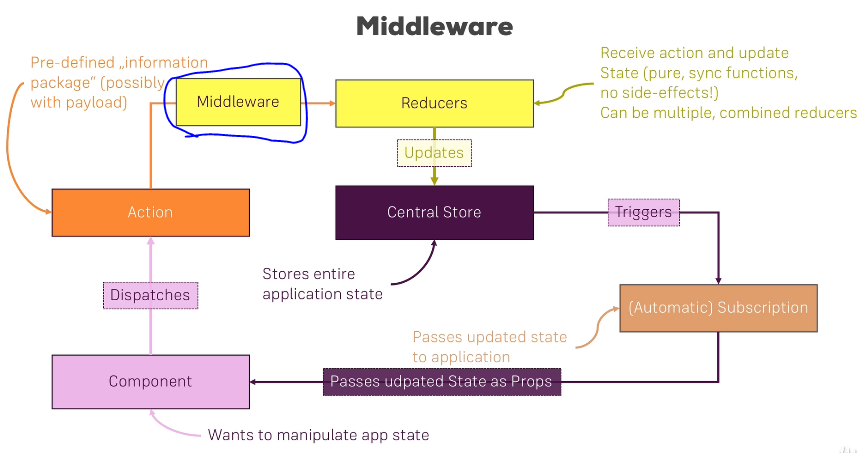 Middleware
Pre-defined „information
package“ (possibly
with payload)
Middleware
Reducers
Receive action and update
State (pure, sync functions,
no side-effects!)
Can be multiple, combined reducers
Updates
Action
Central Store
Triggers
Stores entire
application state
Dispatches
(Automatic) Subscription
Passes updated state
to application
Component
Passes udpated State as Props
Wants to manipulate app state